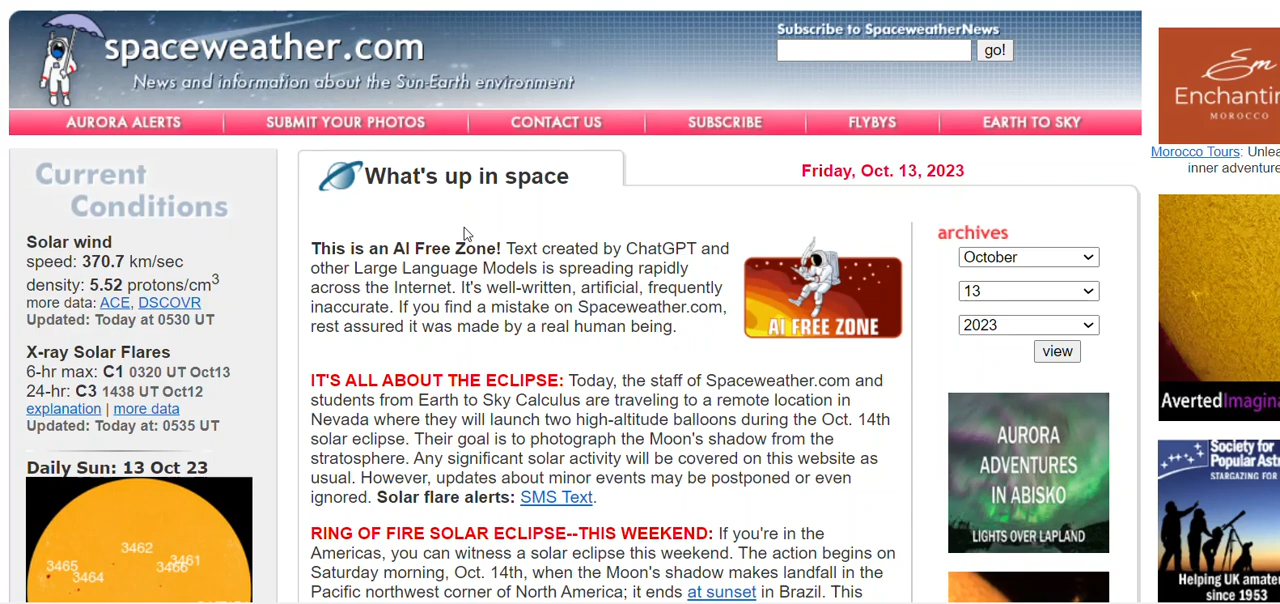 spaceweather.com
News and information about the Sun-Earth environment
Subscribe to SpaceweatherNews
go!
AURORA ALERTS
SUBMIT YOUR PHOTOS
CONTACT US
SUBSCRIBE
FLYBYS
EARTH TO SKY
Current
Conditions
Solar wind
speed: 370.7 km/sec
density: 5.52 protons/cm3
more data: ACE, DSCOVR
Updated: Today at 0530 UT
X-ray Solar Flares
6-hr max: C1 0320 UT Oct13
24-hr: C3 1438 UT Oct12
explanation | more data
Updated: Today at: 0535 UT
Daily Sun: 13 Oct 23
3462
3461
3465
3466
3464
What's up in space
Friday, Oct. 13, 2023
This is an AI Free Zone! Text created by ChatGPT and
other Large Language Models is spreading rapidly
across the Internet. It's well-written, artificial, frequently
inaccurate. If you find a mistake on Spaceweather.com,
rest assured it was made by a real human being.
AI FREE ZONE
IT'S ALL ABOUT THE ECLIPSE: Today, the staff of Spaceweather.com and
students from Earth to Sky Calculus are traveling to a remote location in
Nevada where they will launch two high-altitude balloons during the Oct. 14th
solar eclipse. Their goal is to photograph the Moon's shadow from the
stratosphere. Any significant solar activity will be covered on this website as
usual. However, updates about minor events may be postponed or even
ignored. Solar flare alerts: SMS Text.
RING OF FIRE SOLAR ECLIPSE--THIS WEEKEND: If you're in the
Americas, you can witness a solar eclipse this weekend. The action begins on
Saturday morning, Oct. 14th, when the Moon's shadow makes landfall in the
Pacific northwest corner of North America; it ends at sunset in Brazil. This
archives
October
13
2023
view
AURORA
ADVENTURES
IN ABISKO
LIGHTS OVER LAPLAND
Em
Enchantin
MOROCCO
Morocco Tours: Unlea
inner adventure
AvertedImagina
Society for
Popular Ast
STARGAZING FOR
Helping UK amate
since 1953